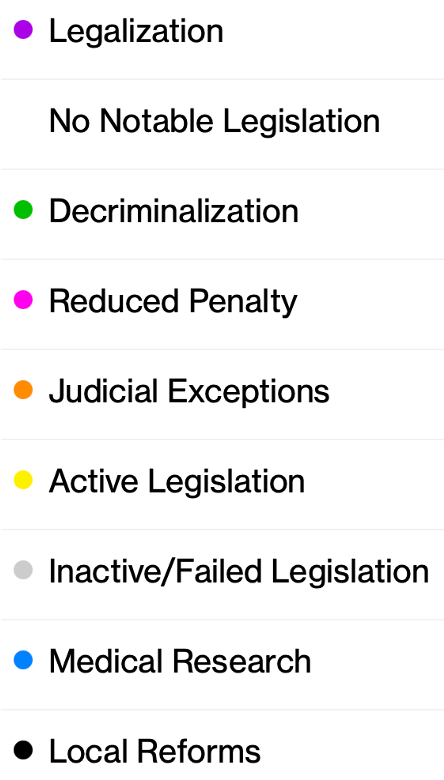 Legalization
No Notable Legislation
Decriminalization
Reduced Penalty
Judicial Exceptions
Active Legislation
Inactive/Failed Legislation
Medical Research
Local Reforms